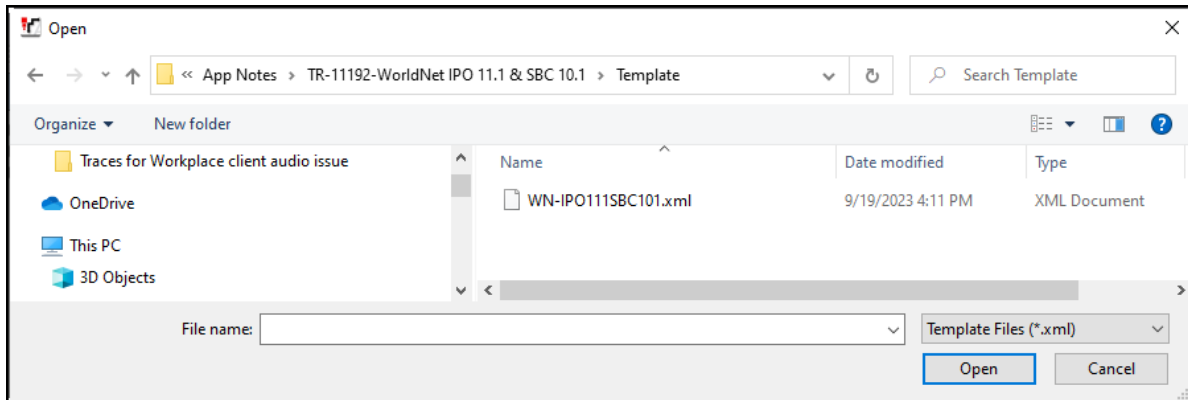 Open
« App Notes > TR-11192-WorldNet IPO 11.1 & SBC 10.1 > Template
Search Template
Organize
New folder
Name
Date modified
Type
Traces for Workplace client audio issue
WN-IPO111SBC101.xml
9/19/2023 4:11 PM
XML Document
OneDrive
This PC
3D Objects
File name:
Template Files (*.xml)
Open
Cancel